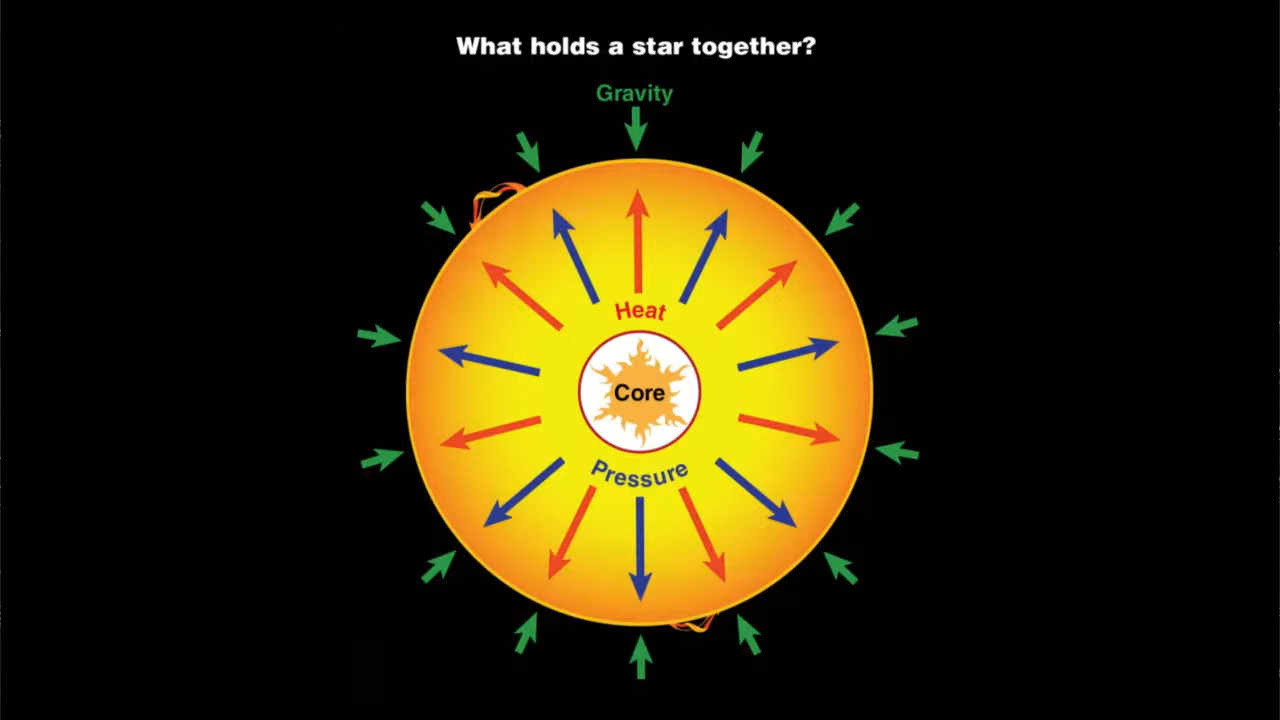 What holds a star together?
Gravity
Heat
Core
Pressure